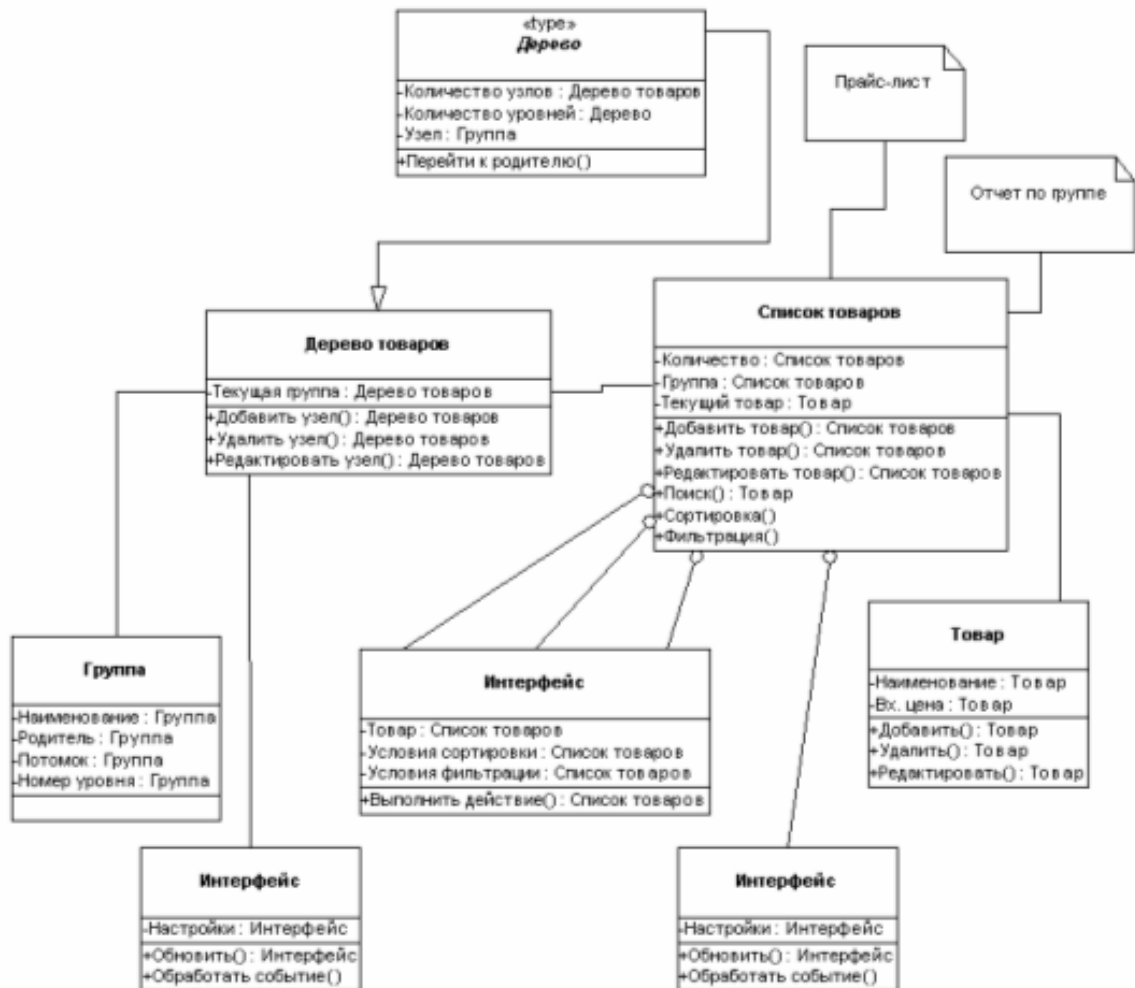 «type»
Дерево
-Количество узлов : Дерево товаров
-Количество уровней : Дерево
-Узел : Группа
+Перейти к родителю()
Прайс-лист
Отчет по группе
Дерево товаров
-Текущая группа : Дерево товаров
+Добавить узел() : Дерево товаров
+Удалить узел() : Дерево товаров
+Редактировать узел() : Дерево товаров
Список товаров
-Количество : Список товаров
-Группа : Список товаров
-Текущий товар : Товар
+Добавить товар() : Список товаров
+Удалить товар() : Список товаров
+Редактировать товар() : Список товаров
+Поиск() : Товар
+Сортировка()
+Фильтрация()
Группа
-Наименование : Группа
-Родитель : Группа
-Потомок : Группа
-Номер уровня : Группа
Интерфейс
-Товар : Список товаров
-Условия сортировки : Список товаров
-Условия фильтрации : Список товаров
+Выполнить действие() : Список товаров
Товар
-Наименование : Товар
-Вх. цена : Товар
+Добавить() : Товар
+Удалить() : Товар
+Редактировать() : Товар
Интерфейс
-Настройки : Интерфейс
+Обновить() : Интерфейс
+Обработать событие()
Интерфейс
-Настройки : Интерфейс
+Обновить() : Интерфейс
+Обработать событие()